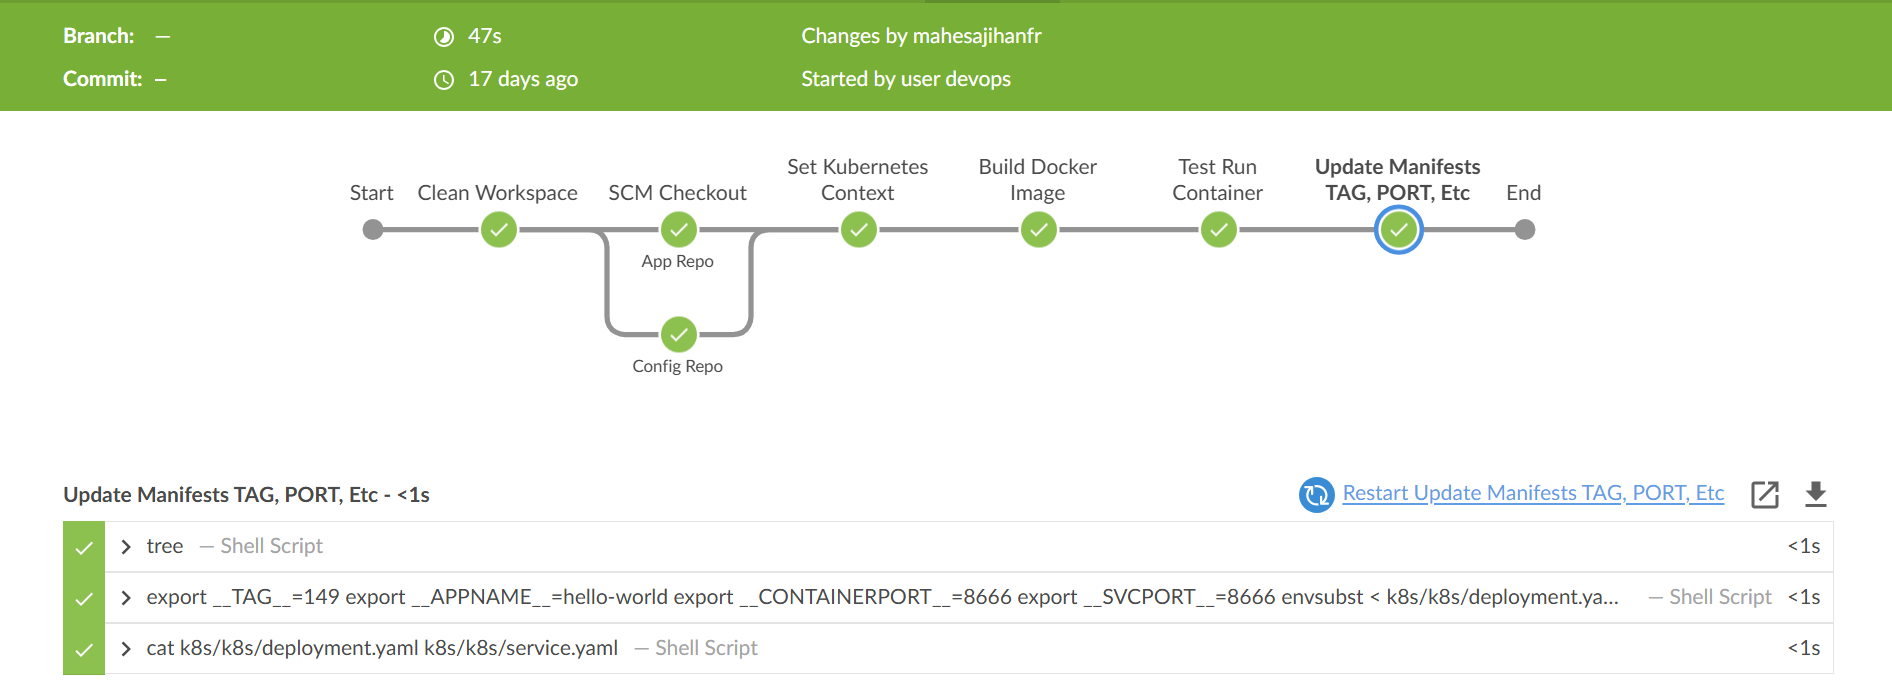 Branch: — 47s Changes by mahesajihanfr
Commit: – 17 days ago Started by user devops
Start Clean Workspace SCM Checkout Set Kubernetes Context Build Docker Image Test Run Container Update Manifests TAG, PORT, Etc End
App Repo
Config Repo
Update Manifests TAG, PORT, Etc - <1s Restart Update Manifests TAG, PORT, Etc
tree — Shell Script <1s
export __TAG__=149 export __APPNAME__=hello-world export __CONTAINERPORT__=8666 export __SVCPORT__=8666 envsubst < k8s/k8s/deployment.ya... — Shell Script <1s
cat k8s/k8s/deployment.yaml k8s/k8s/service.yaml — Shell Script <1s